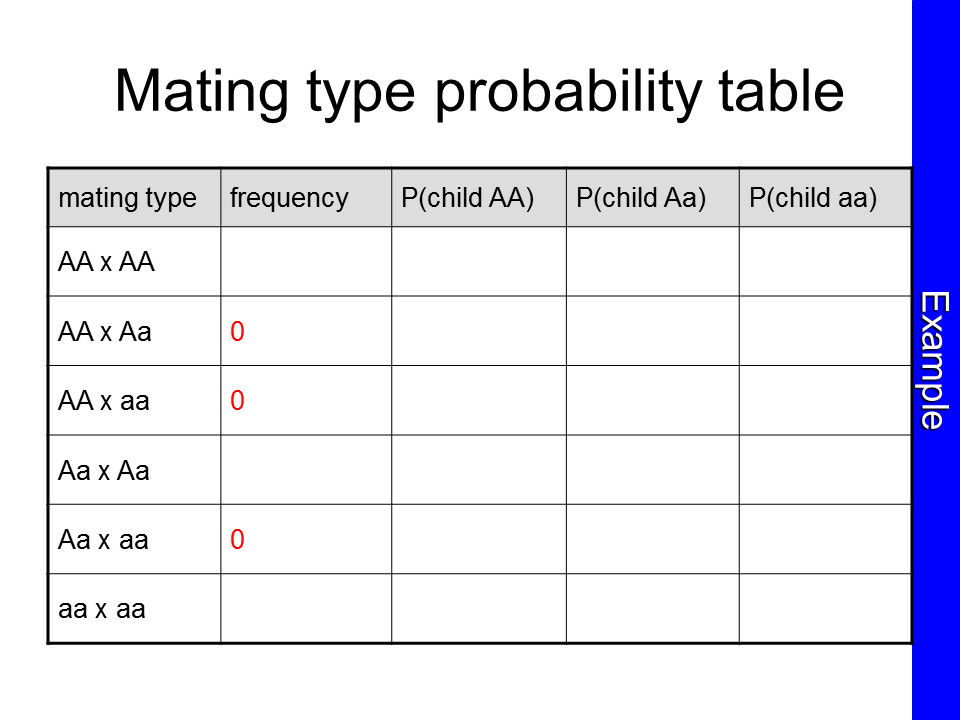 Mating type probability table
mating type frequency P(child AA) P(child Aa) P(child aa)
AA x AA
AA x Aa 0
AA x aa 0
Aa x Aa
Aa x aa 0
aa x aa
Example